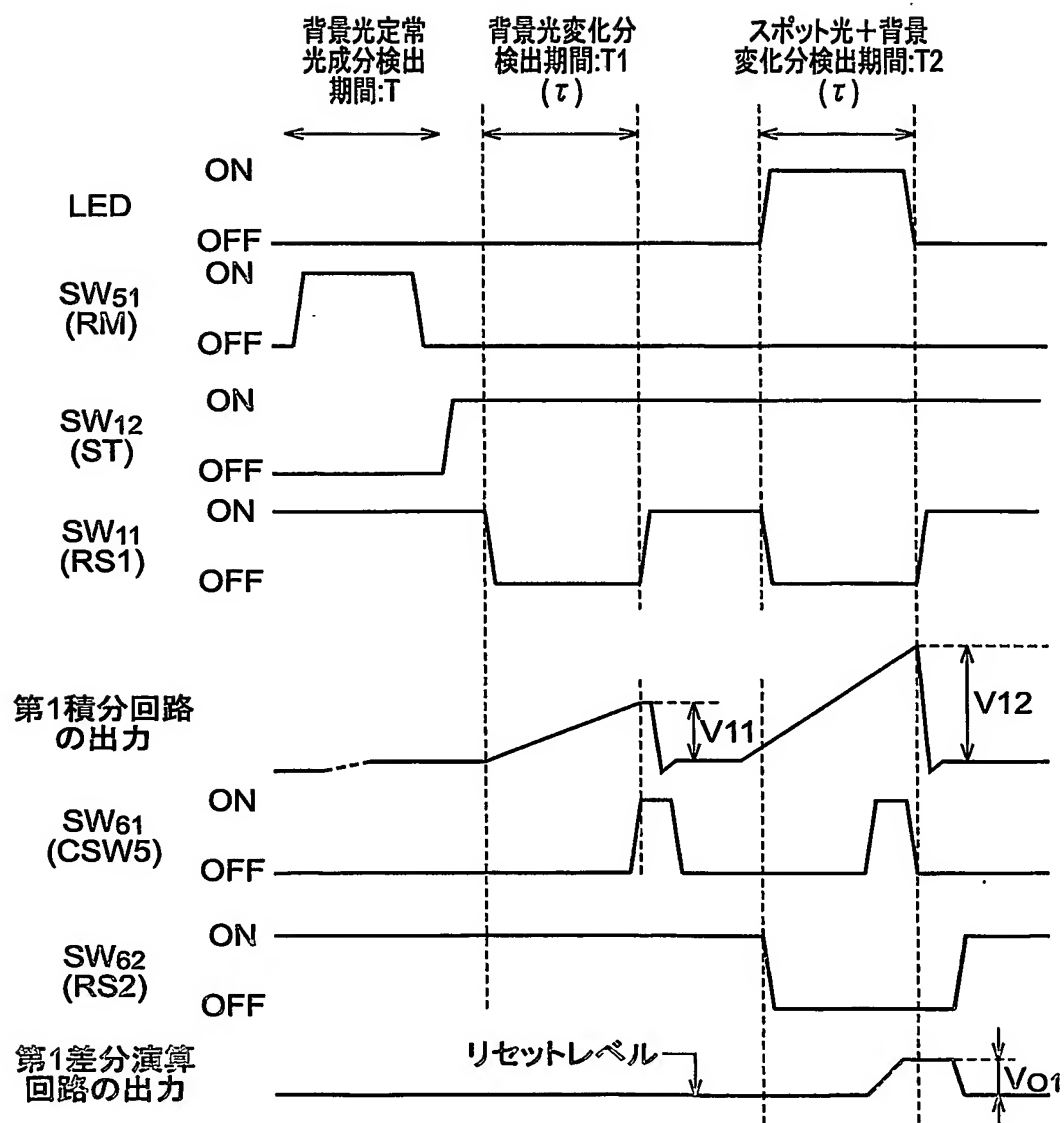 背景光定常
光成分検出
期間:T
背景光変化分
検出期間:T1
(τ)
スポット光+背景
変化分検出期間:T2
(τ)
LED
ON
OFF
SW51
(RM)
ON
OFF
SW12
(ST)
ON
OFF
SW11
(RS1)
ON
OFF
第1積分回路
の出力
V11
V12
SW61
(CSW5)
ON
OFF
SW62
(RS2)
ON
OFF
第1差分演算
回路の出力
リセットレベル
VO1